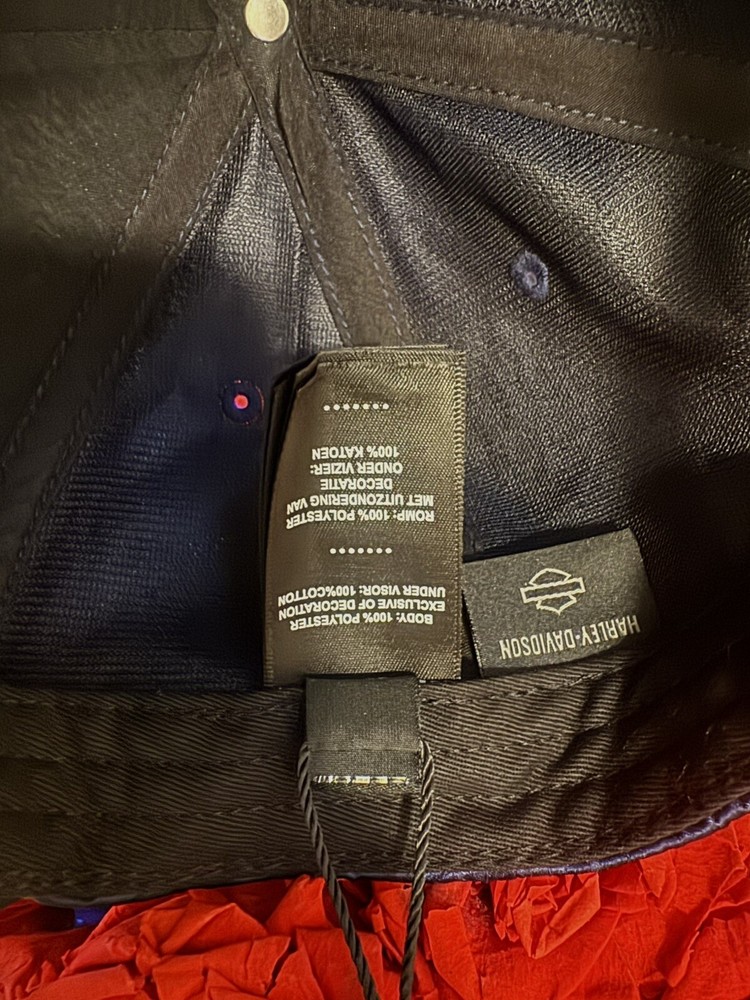 BODY: 100% POLYESTER
EXCLUSIVE OF DECORATION
UNDER VISOR: 100%COTTON
•••••••
ROMP: 100% POLYESTER
MET UITZONDERING VAN
DECORATIE
ONDER VIZIER:
100% KATOEN
•••••••
HARLEY-DAVIDSON